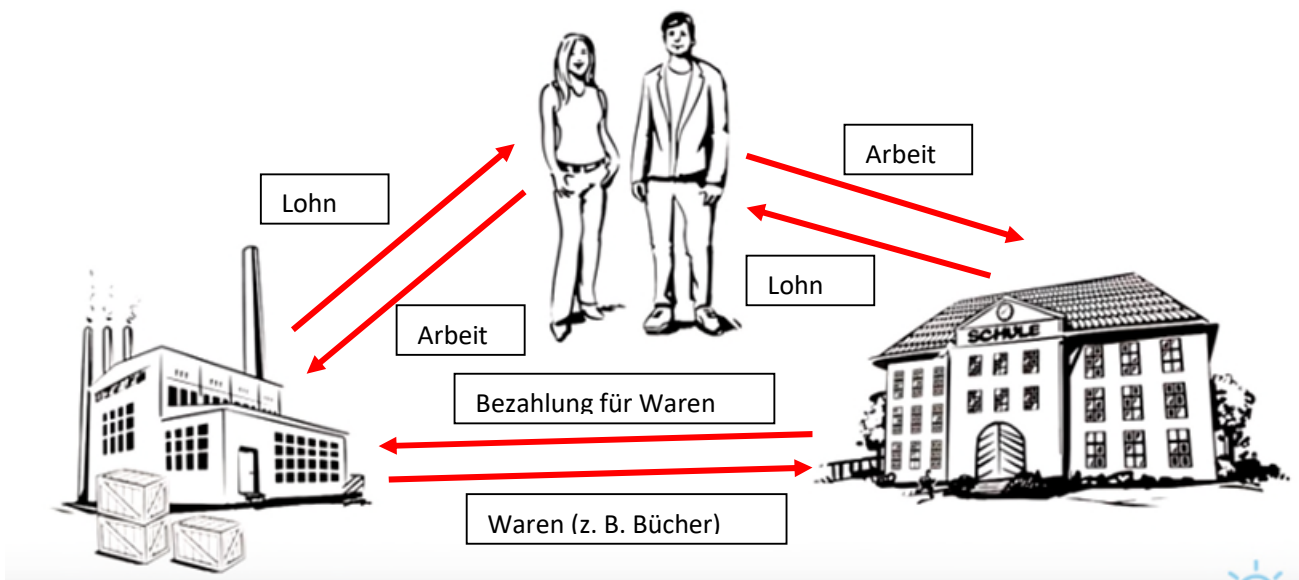 Arbeit
Lohn
Lohn
Arbeit
SCHULE
Bezahlung für Waren
Waren (z. B. Bücher)